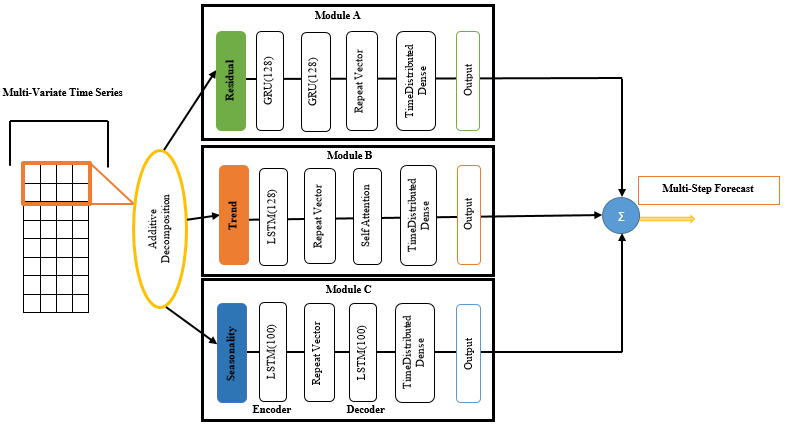 Multi-Variate Time Series
Additive
Decomposition
Module A
Residual
GRU(128)
GRU(128)
Repeat Vector
TimeDistributed
Dense
Output
Module B
Trend
LSTM(128)
Repeat Vector
Self Attention
TimeDistributed
Dense
Output
Module C
Seasonality
LSTM(100)
Repeat Vector
LSTM(100)
TimeDistributed
Dense
Output
Encoder
Decoder
Σ
Multi-Step Forecast